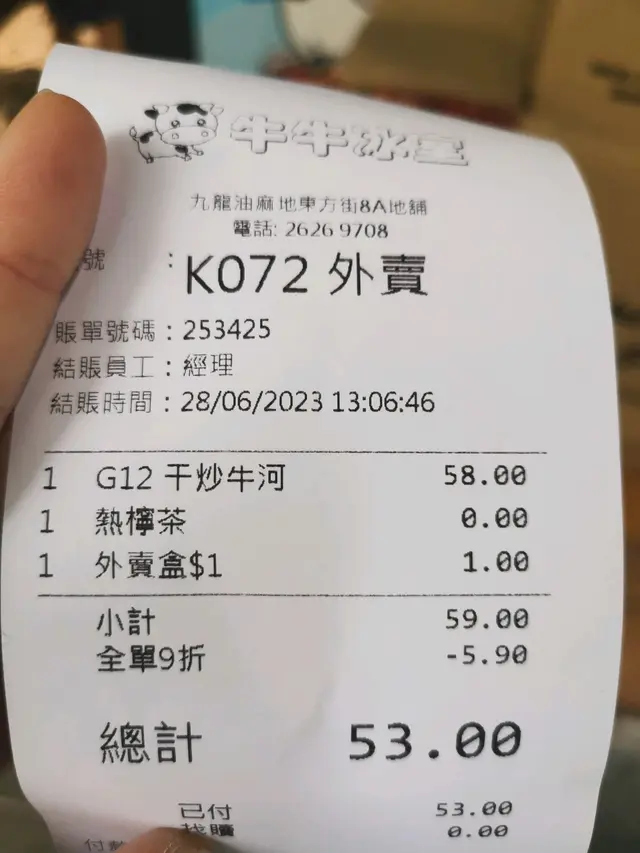 牛牛冰室
九龍油麻地東方街8A地舖
電話: 2626 9708
號 : K072 外賣
賬單號碼 : 253425
結賬員工 : 經理
結賬時間 : 28/06/2023 13:06:46
1 G12 干炒牛河 58.00
1 熱檸茶 0.00
1 外賣盒$1 1.00
小計 59.00
全單9折 -5.90
總計 53.00
已付 53.00
找贖 0.00